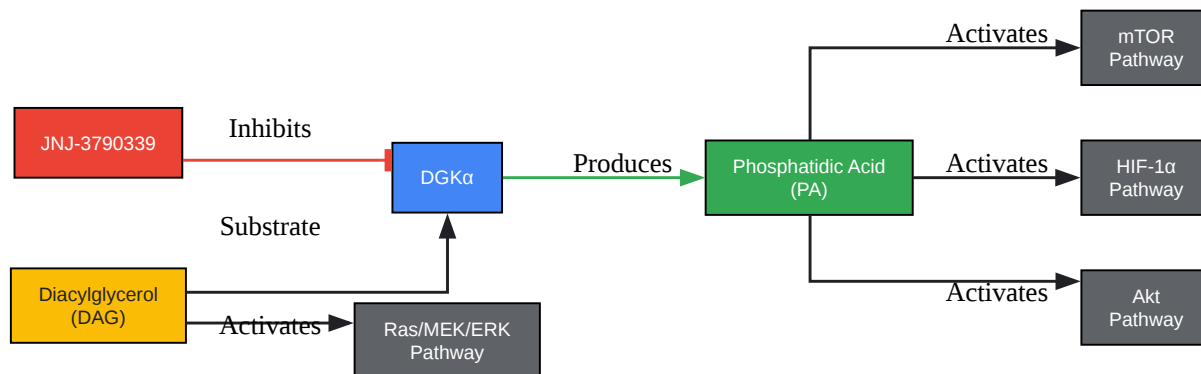 Activates
mTOR
Pathway
JNJ-3790339
Inhibits
DGKα
Produces
Phosphatidic Acid
(PA)
Activates
HIF-1α
Pathway
Substrate
Diacylglycerol
(DAG)
Activates
Ras/MEK/ERK
Pathway
Activates
Akt
Pathway